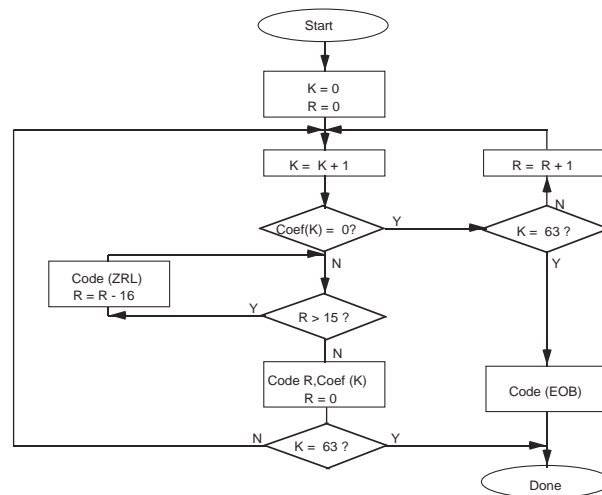 Start
K = 0
R = 0
K = K + 1
R = R + 1
N
Coef(K) = 0?
Y
K = 63 ?
N
Y
Code (ZRL)
R = R - 16
Y
R > 15 ?
N
Code R,Coef (K)
R = 0
Code (EOB)
N
K = 63 ?
Y
Done